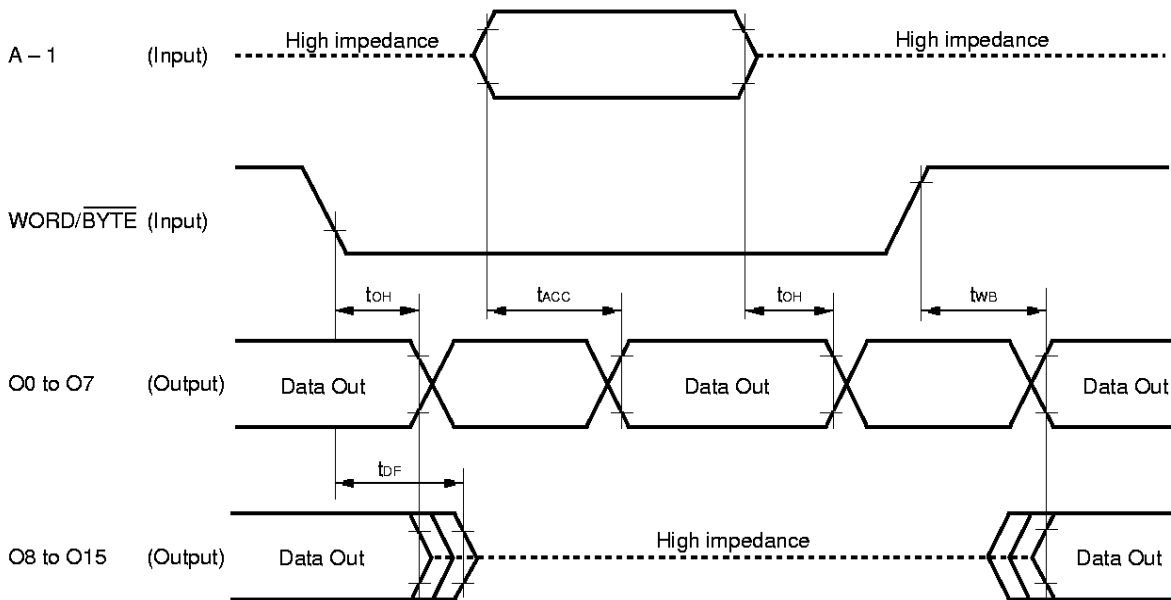 A – 1 (Input) High impedance High impedance
WORD/BYTE (Input)
tOH tACC tOH tWB
O0 to O7 (Output) Data Out Data Out Data Out
tDF
O8 to O15 (Output) Data Out High impedance Data Out